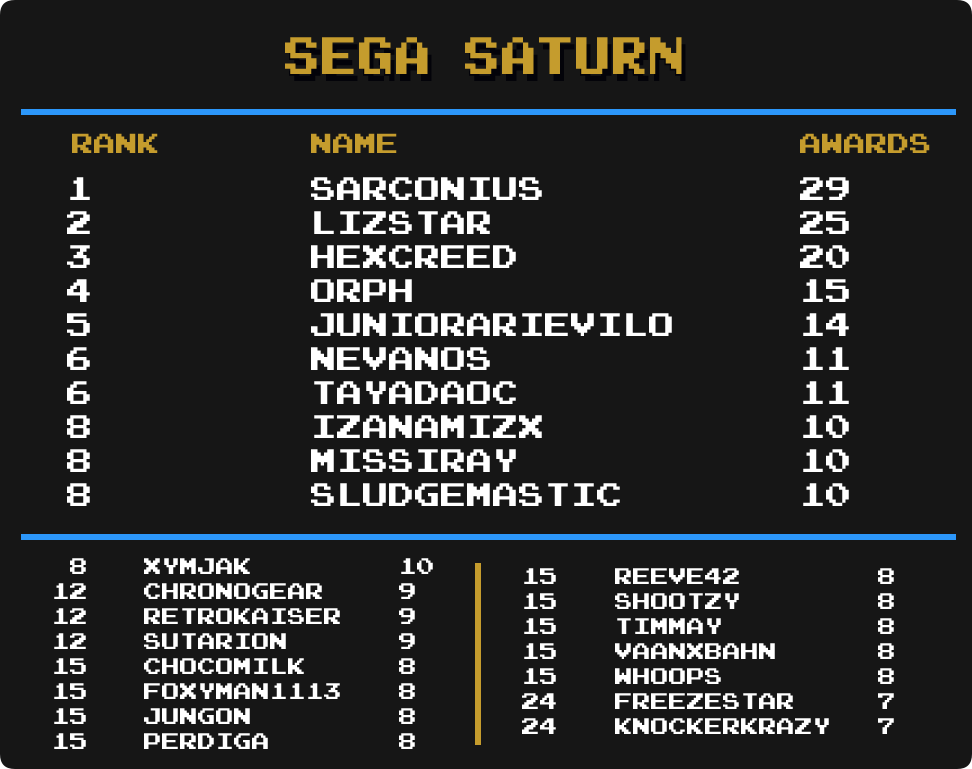 SEGA SATURN
RANK NAME AWARDS
1 SARCONIUS 29
2 LIZSTAR 25
3 HEXCREED 20
4 ORPH 15
5 JUNIORARIEVILO 14
6 NEVANOS 11
6 TAYADAOC 11
8 IZANAMIZX 10
8 MISSIRAY 10
8 SLUDGEMASTIC 10
8 XYMJAK 10
12 CHRONOGEAR 9
12 RETROKAISER 9
12 SUTARION 9
15 CHOCOMILK 8
15 FOXYMAN1113 8
15 JUNGON 8
15 PERDIGA 8
15 REEVE42 8
15 SHOOTZY 8
15 TIMMAY 8
15 VAANXBAHN 8
15 WHOOPS 8
24 FREEZESTAR 7
24 KNOCKERKRAZY 7